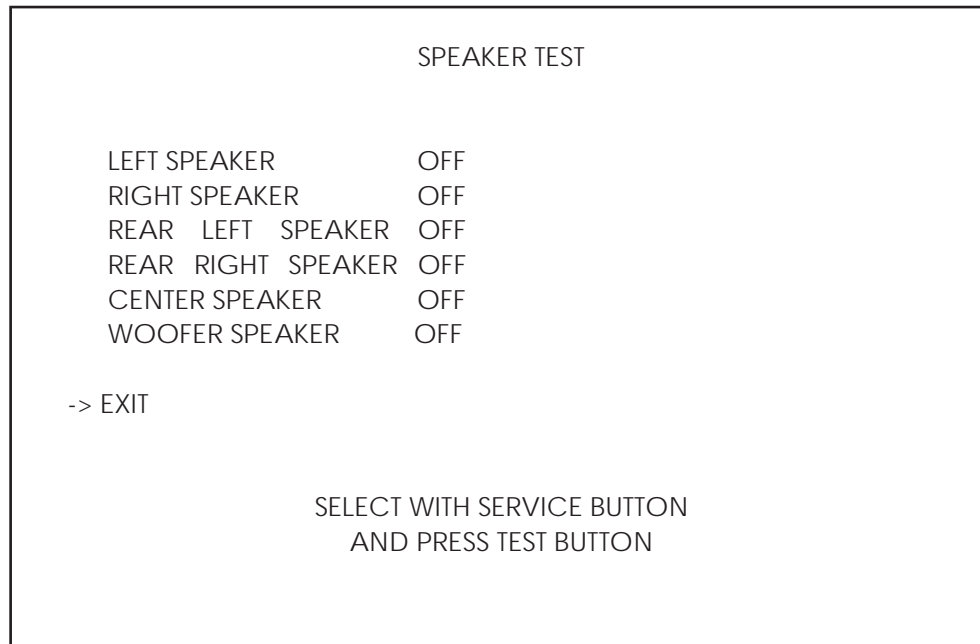 SPEAKER TEST
LEFT SPEAKER OFF
RIGHT SPEAKER OFF
REAR LEFT SPEAKER OFF
REAR RIGHT SPEAKER OFF
CENTER SPEAKER OFF
WOOFER SPEAKER OFF
-> EXIT
SELECT WITH SERVICE BUTTON
AND PRESS TEST BUTTON